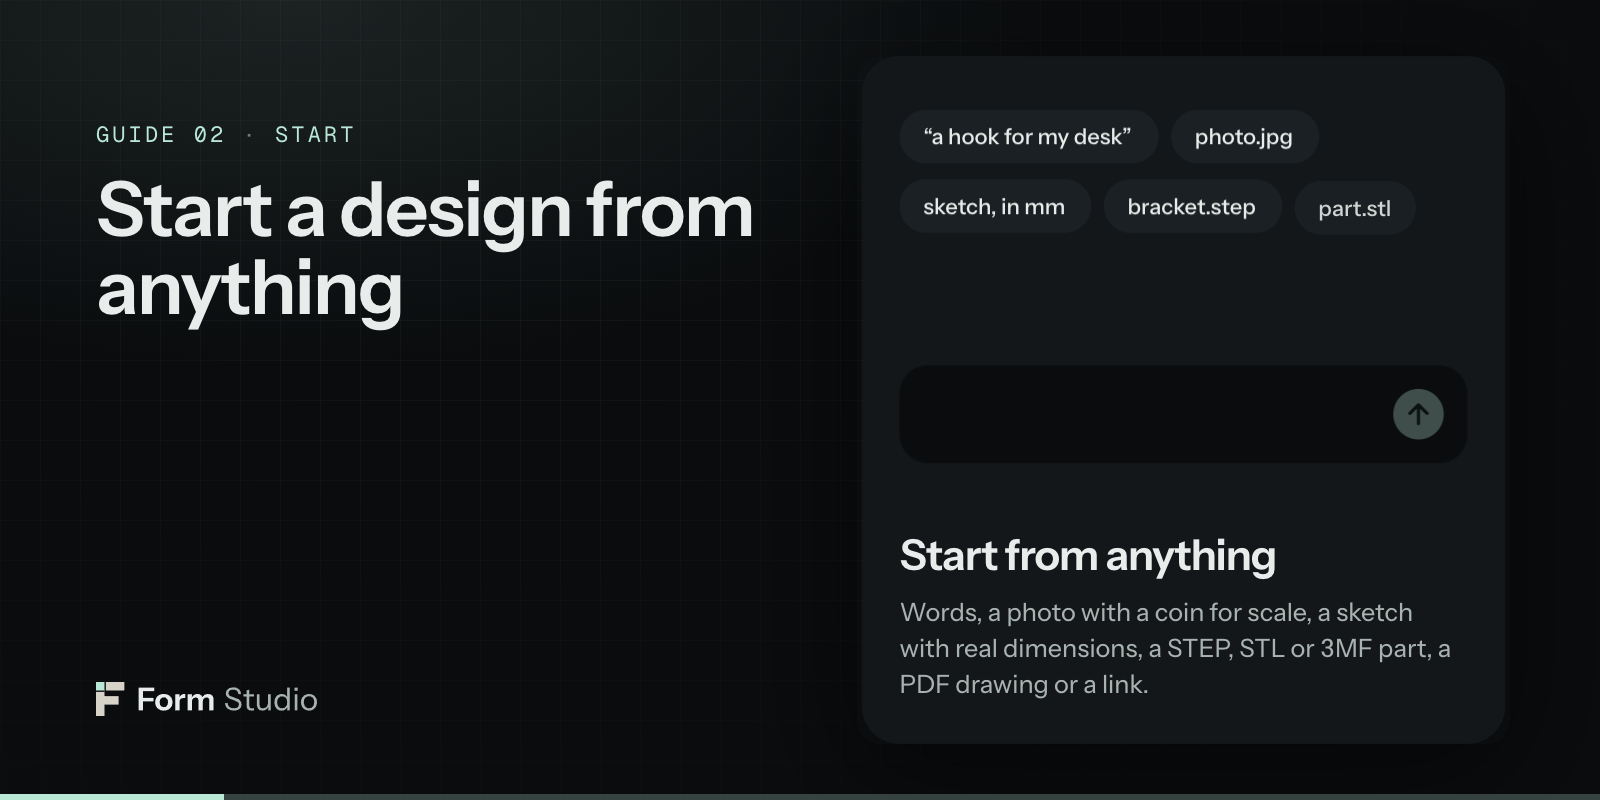 GUIDE 02 · START
Start a design from
anything
Form Studio
“a hook for my desk” photo.jpg
sketch, in mm bracket.step part.stl
Start from anything
Words, a photo with a coin for scale, a sketch
with real dimensions, a STEP, STL or 3MF part, a
PDF drawing or a link.